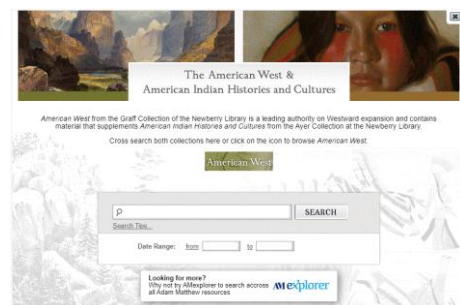 The American West &
American Indian Histories and Cultures
American West from the Graff Collection of the Newberry Library is a leading authority on Westward expansion and contains
material that supplements American Indian Histories and Cultures from the Ayer Collection at the Newberry Library.
Cross search both collections here or click on the icon to browse American West.
American West
SEARCH
Search Tips...
Date Range: from to
Looking for more?
Why not try AMexplorer to search accross
all Adam Matthew resources
AM explorer